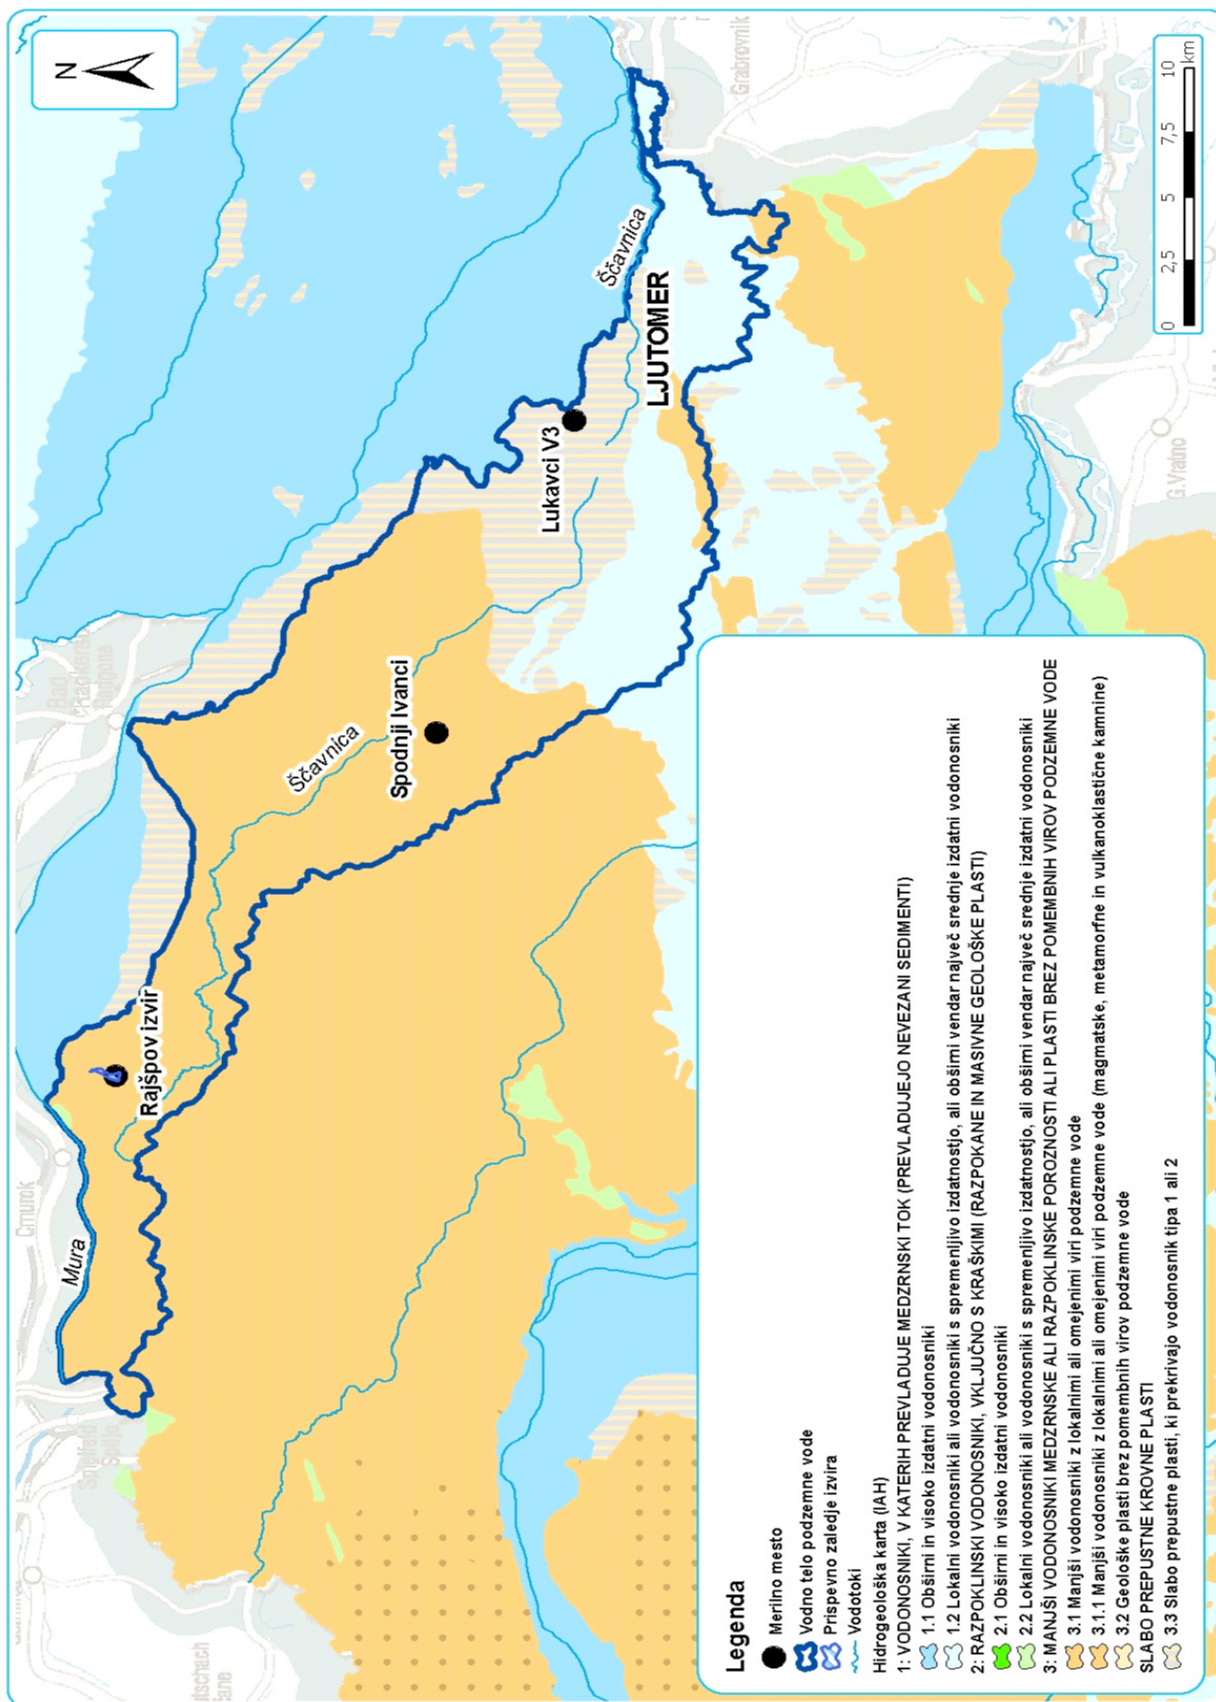 N
Cmurok
Mura
Rajšpov izvir
Ščavnica
Spodnji Ivanci
Lukavci V3
Ščavnica
LJUTOMER
Grabrovnik
G.Vratno
Bad
Spielfeld
0 2,5 5 7,5 10
km
Legenda
Merilno mesto
Vodno telo podzemne vode
Prispevno zaledje izvira
Vodotoki
Hidrogeološka karta (IAH)
1: VODONOSNIKI, V KATERIH PREVLADUJE MEDZRNSKI TOK (PREVLADUJEJO NEVEZANI SEDIMENTI)
1.1 Obširni in visoko izdatni vodonosniki
1.2 Lokalni vodonosniki ali vodonosniki s spremenljivo izdatnostjo, ali obširni vendar največ srednje izdatni vodonosniki
2: RAZPOKLINSKI VODONOSNIKI, VKLJUČNO S KRAŠKIMI (RAZPOKANE IN MASIVNE GEOLOŠKE PLASTI)
2.1 Obširni in visoko izdatni vodonosniki
2.2 Lokalni vodonosniki ali vodonosniki s spremenljivo izdatnostjo, ali obširni vendar največ srednje izdatni vodonosniki
3: MANJŠI VODONOSNIKI MEDZRNSKE ALI RAZPOKLINSKE POROZNOSTI ALI PLASTI BREZ POMEMBNIH VIROV PODZEMNE VODE
3.1 Manjši vodonosniki z lokalnimi ali omejenimi viri podzemne vode
3.1.1 Manjši vodonosniki z lokalnimi ali omejenimi viri podzemne vode (magmatske, metamorfne in vulkanoklastične kamnine)
3.2 Geološke plasti brez pomembnih virov podzemne vode
SLABO PREPUSTNE KROVNE PLASTI
3.3 Slabo prepustne plasti, ki prekrivajo vodonosnik tipa 1 ali 2